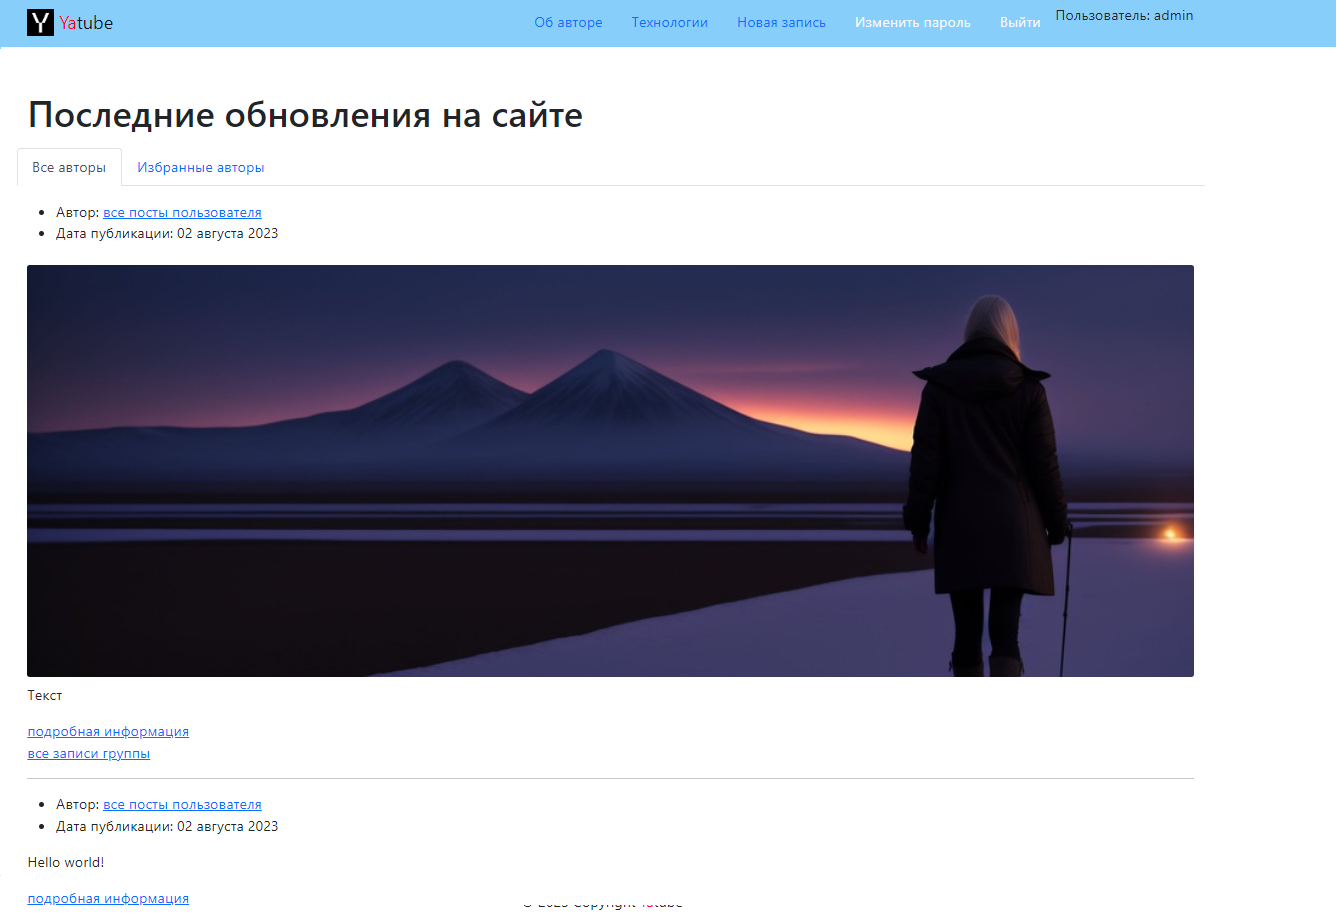 Y Yatube Об авторе Технологии Новая запись Изменить пароль Выйти Пользователь: admin
Последние обновления на сайте
Все авторы Избранные авторы
Автор: все посты пользователя
Дата публикации: 02 августа 2023
Текст
подробная информация
все записи группы
Автор: все посты пользователя
Дата публикации: 02 августа 2023
Hello world!
подробная информация
© 2023 Copyright Yatube